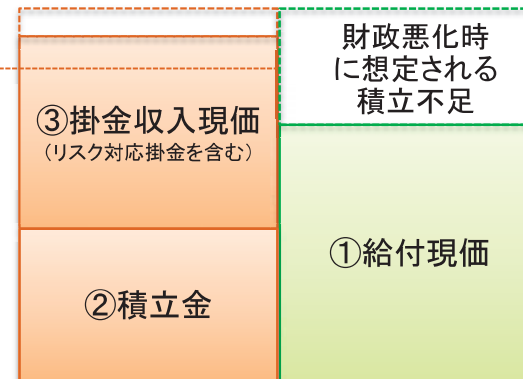 財政悪化時
に想定される
積立不足
③掛金収入現価
（リスク対応掛金を含む）
①給付現価
②積立金